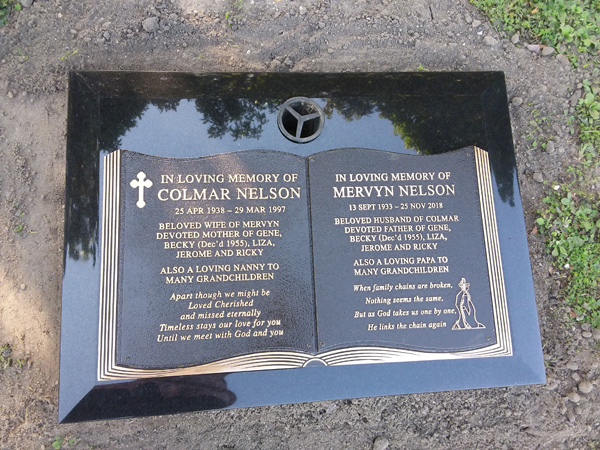 IN LOVING MEMORY OF
COLMAR NELSON
25 APR 1938 – 29 MAR 1997
BELOVED WIFE OF MERVYN
DEVOTED MOTHER OF GENE,
BECKY (Dec'd 1955), LIZA,
JEROME AND RICKY
ALSO A LOVING NANNY TO
MANY GRANDCHILDREN
Apart though we might be
Loved Cherished
and missed eternally
Timeless stays our love for you
Until we meet with God and you
IN LOVING MEMORY OF
MERVYN NELSON
13 SEPT 1933 – 25 NOV 2018
BELOVED HUSBAND OF COLMAR
DEVOTED FATHER OF GENE,
BECKY (Dec'd 1955), LIZA,
JEROME AND RICKY
ALSO A LOVING PAPA TO
MANY GRANDCHILDREN
When family chains are broken,
Nothing seems the same,
But as God takes us one by one,
He links the chain again